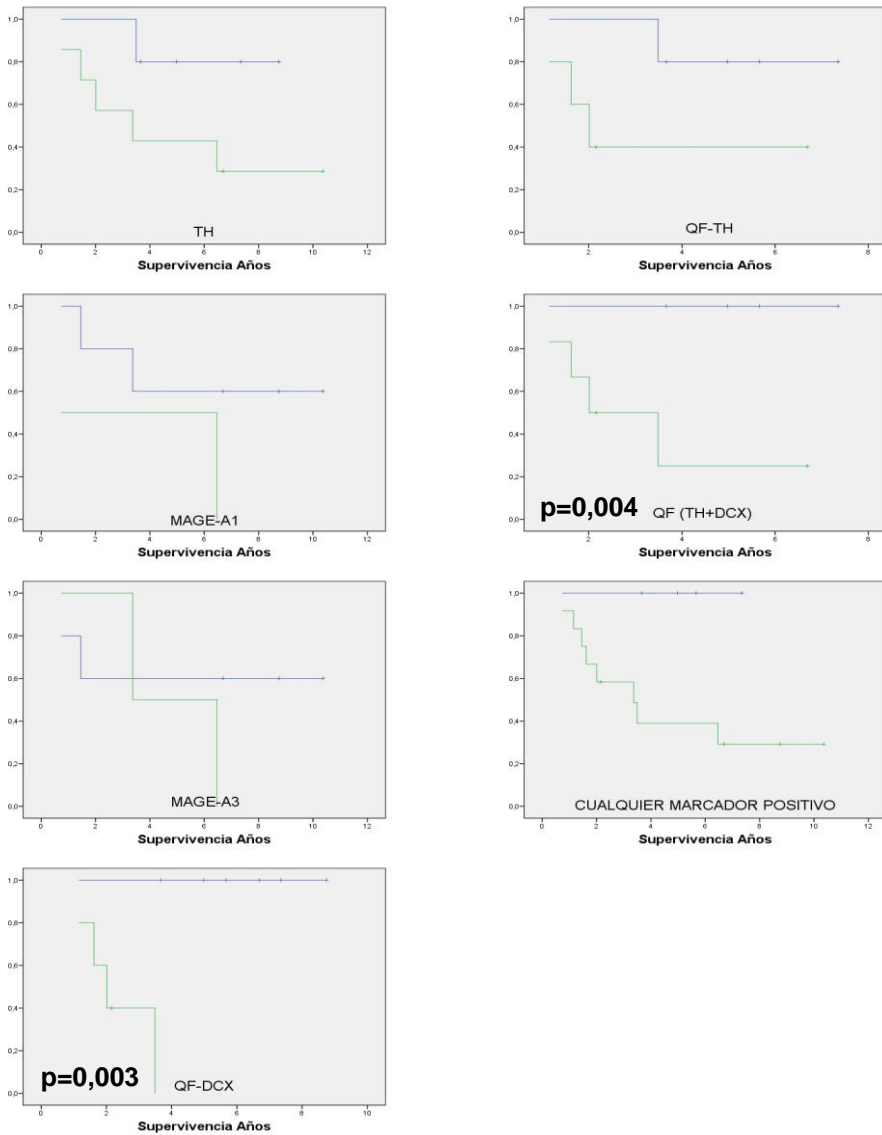 1,0
0,8
0,6
0,4
0,2
0,0
TH
0 2 4 6 8 10 12
Supervivencia Años
1,0
0,8
0,6
0,4
0,2
0,0
QF-TH
2 4 6 8
Supervivencia Años
1,0
0,8
0,6
0,4
0,2
0,0
MAGE-A1
0 2 4 6 8 10 12
Supervivencia Años
1,0
0,8
0,6
0,4
0,2
0,0
p=0,004 QF (TH+DCX)
2 4 6 8
Supervivencia Años
1,0
0,8
0,6
0,4
0,2
0,0
MAGE-A3
0 2 4 6 8 10 12
Supervivencia Años
1,0
0,8
0,6
0,4
0,2
0,0
CUALQUIER MARCADOR POSITIVO
0 2 4 6 8 10 12
Supervivencia Años
1,0
0,8
0,6
0,4
0,2
0,0
p=0,003 QF-DCX
0 2 4 6 8 10
Supervivencia Años